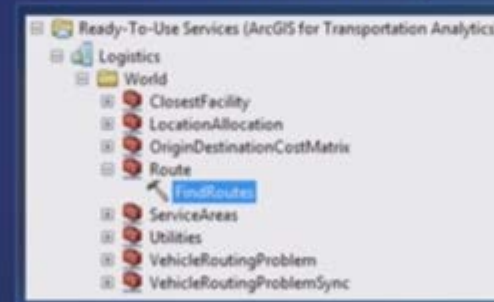 Ready-To-Use Services (ArcGIS for Transportation Analytics
Logistics
World
ClosestFacility
LocationAllocation
OriginDestinationCostMatrix
Route
FindRoutes
ServiceAreas
Utilities
VehicleRoutingProblem
VehicleRoutingProblemSync